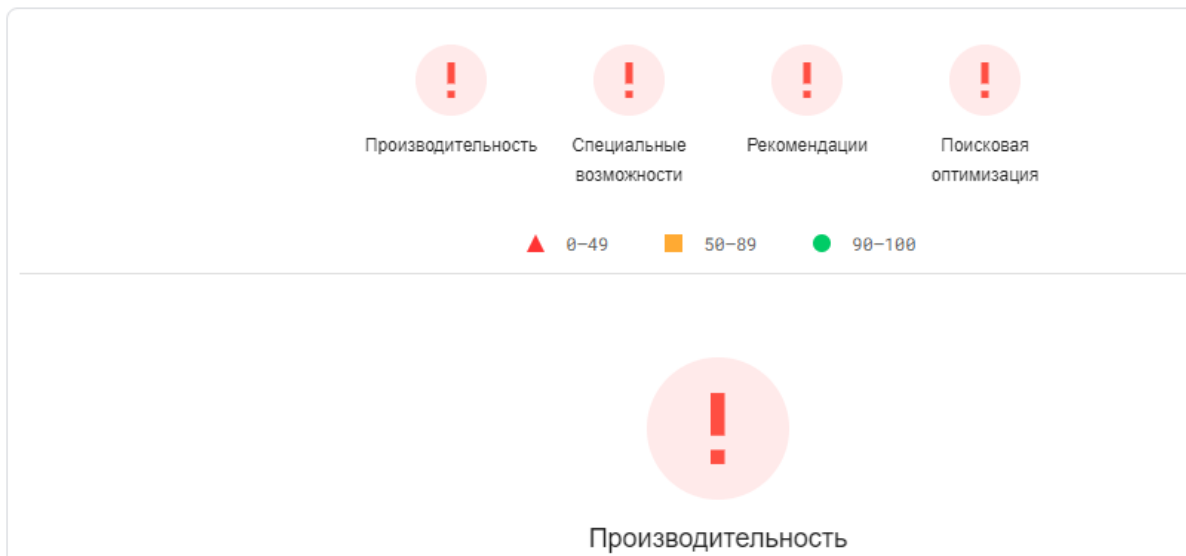 !
!
!
!
Производительность
Специальные
возможности
Рекомендации
Поисковая
оптимизация
0–49
50–89
90–100
!
Производительность